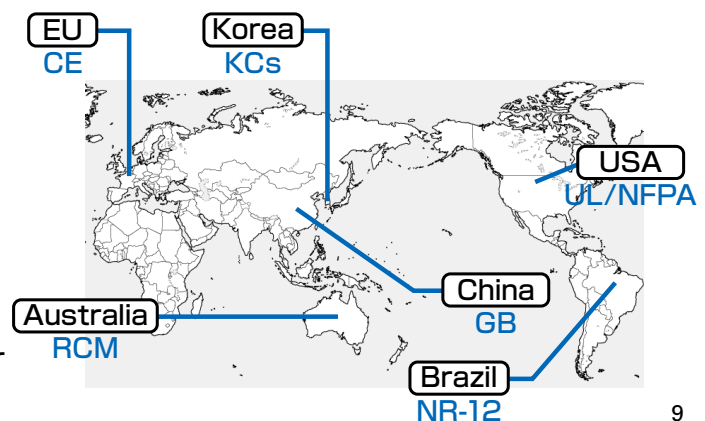 EU
CE
Korea
KCs
USA
UL/NFPA
China
GB
Australia
RCM
Brazil
NR-12
9